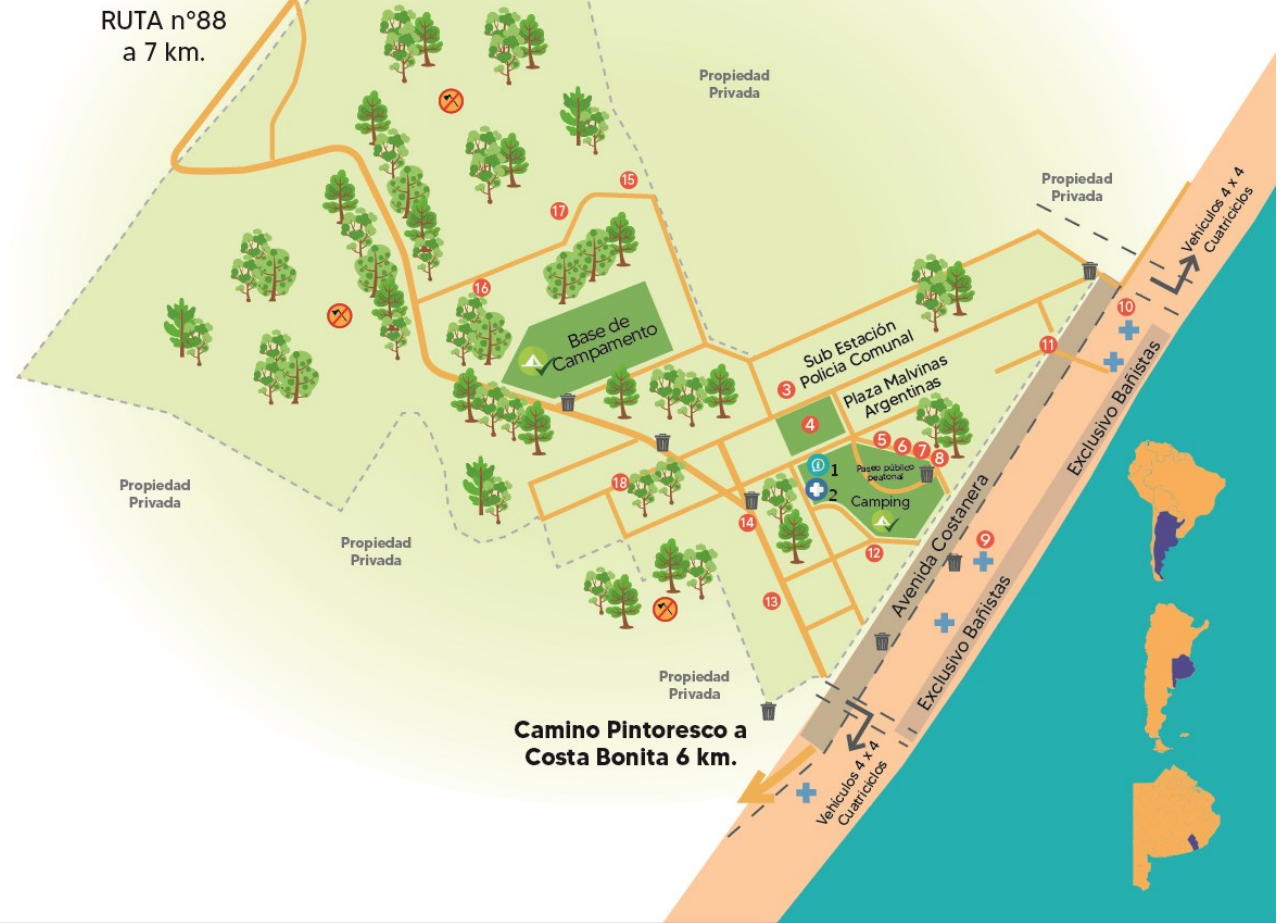 RUTA n°88
a 7 km.
Propiedad
Privada
Propiedad
Privada
Vehículos 4 x 4
Cuatriciclos
15
17
16
10
11
Base de
Campamento
Sub Estación
Policia Comunal
3
Plaza Malvinas
Argentinas
4
5
6
7
8
1
2
Paseo público
peatonal
Camping
Exclusivo Bañistas
Propiedad
Privada
18
14
12
9
Avenida Costanera
Propiedad
Privada
13
Exclusivo Bañistas
Propiedad
Privada
Camino Pintoresco a
Costa Bonita 6 km.
Vehículos 4 x 4
Cuatriciclos